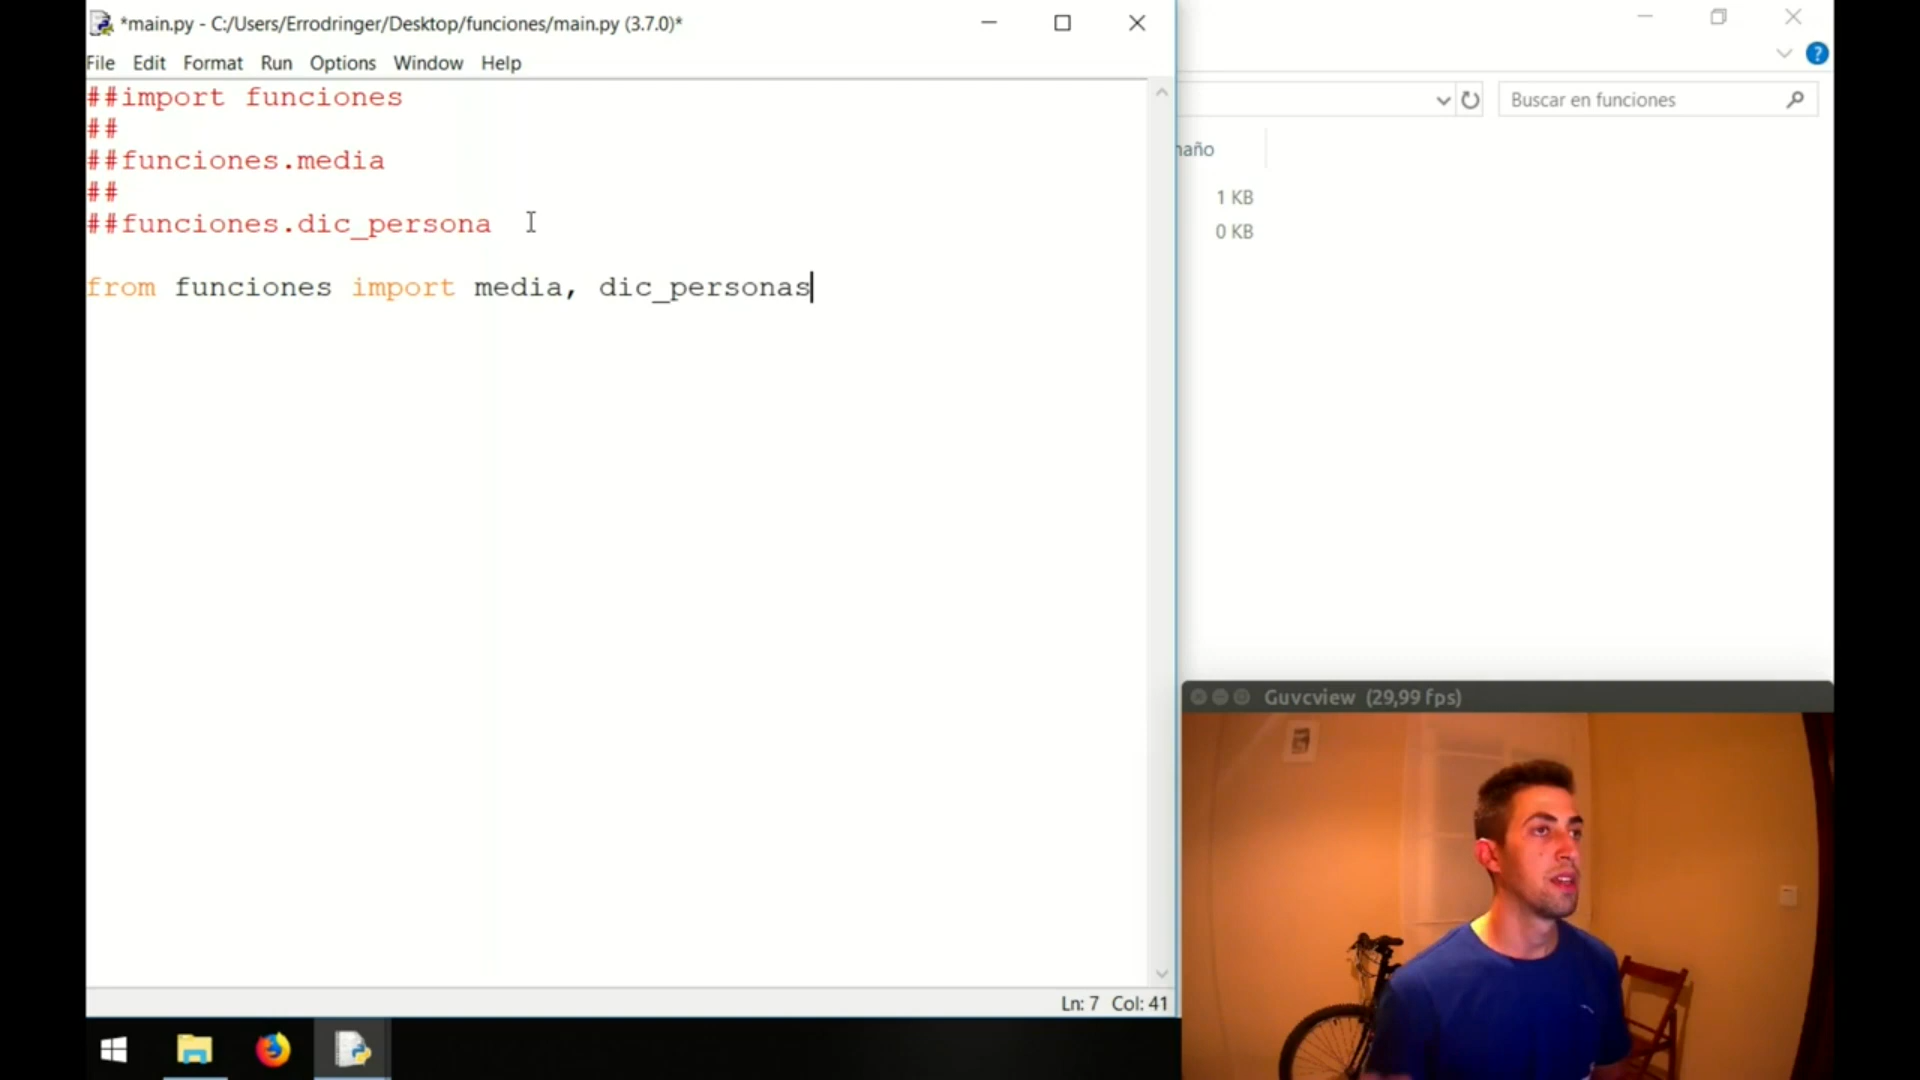 *main.py - C:/Users/Errodringer/Desktop/funciones/main.py (3.7.0)*
File Edit Format Run Options Window Help
##import funciones
##
##funciones.media
##
##funciones.dic_persona
from funciones import media, dic_personas
Ln: 7 Col: 41
Buscar en funciones
1 KB
0 KB
Guvcview (29,99 fps)